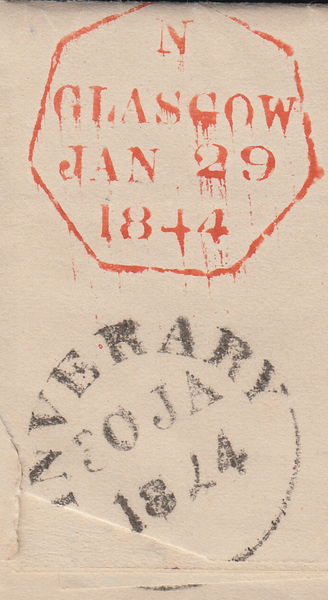 N
GLASGOW
JAN 29
1844
INVERARY
30 JA
1844